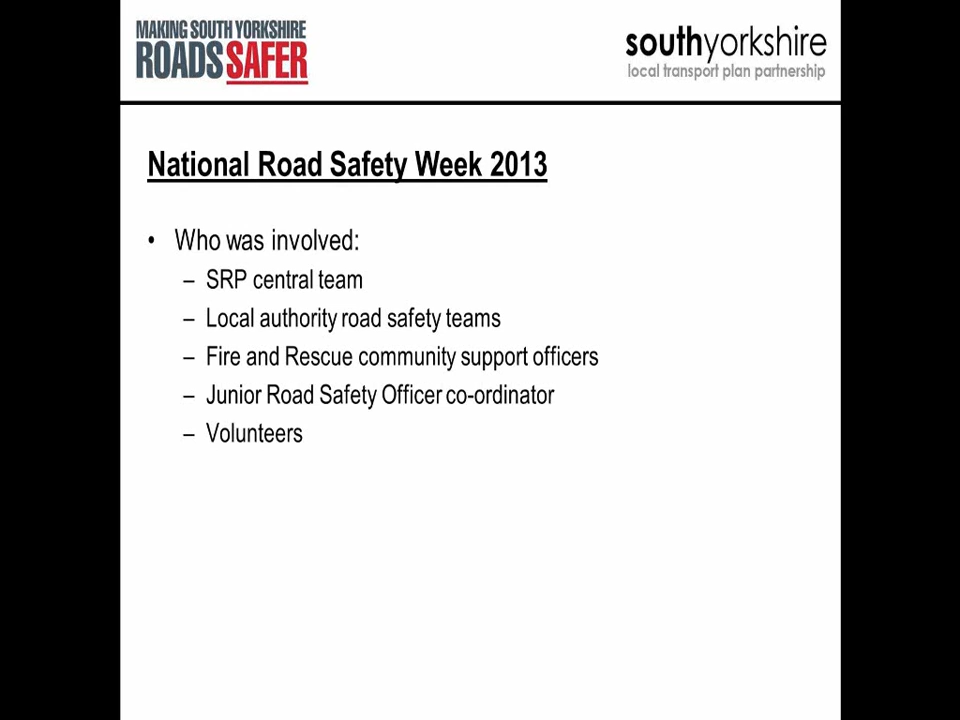 MAKING SOUTH YORKSHIRE
ROADS SAFER
southyorkshire
local transport plan partnership
National Road Safety Week 2013
• Who was involved:
– SRP central team
– Local authority road safety teams
– Fire and Rescue community support officers
– Junior Road Safety Officer co-ordinator
– Volunteers